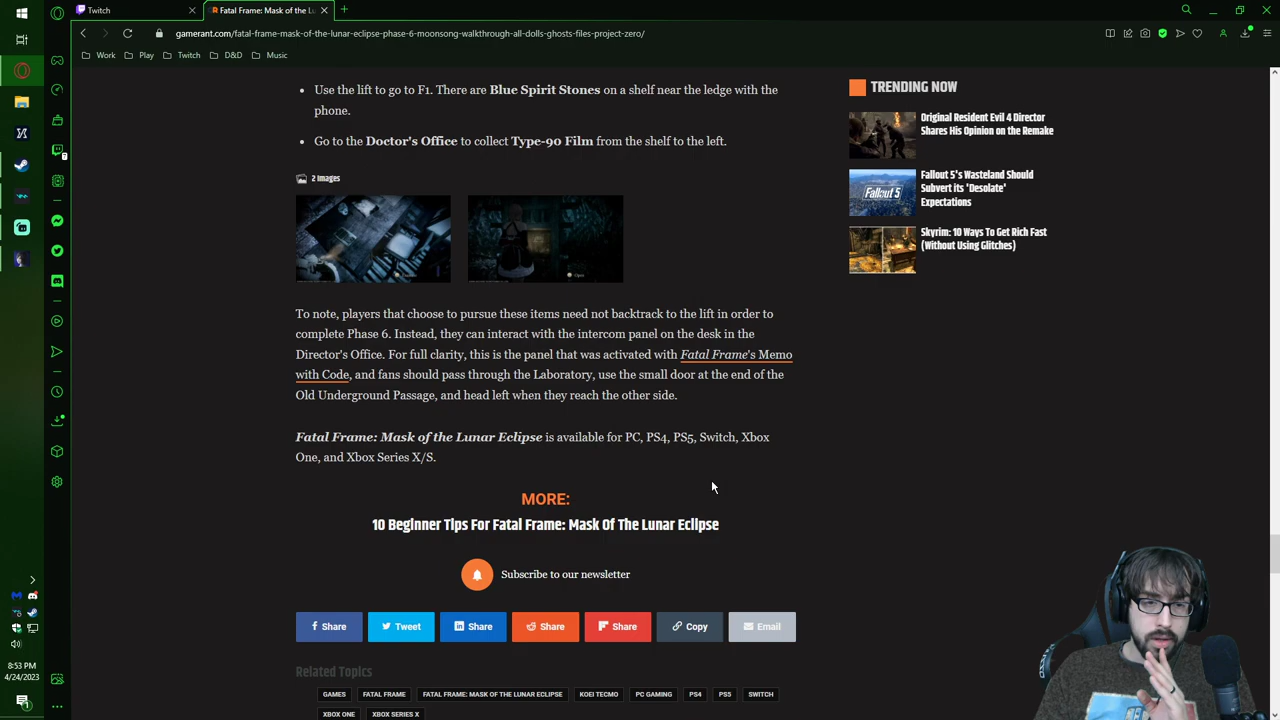 Twitch
Fatal Frame: Mask of the Lu
gamerant.com/fatal-frame-mask-of-the-lunar-eclipse-phase-6-moonsong-walkthrough-all-dolls-ghosts-files-project-zero/
Work Play Twitch D&D Music
Use the lift to go to F1. There are Blue Spirit Stones on a shelf near the ledge with the
phone.
Go to the Doctor's Office to collect Type-90 Film from the shelf to the left.
2 Images
To note, players that choose to pursue these items need not backtrack to the lift in order to
complete Phase 6. Instead, they can interact with the intercom panel on the desk in the
Director's Office. For full clarity, this is the panel that was activated with Fatal Frame's Memo
with Code, and fans should pass through the Laboratory, use the small door at the end of the
Old Underground Passage, and head left when they reach the other side.
Fatal Frame: Mask of the Lunar Eclipse is available for PC, PS4, PS5, Switch, Xbox
One, and Xbox Series X/S.
MORE:
10 Beginner Tips For Fatal Frame: Mask Of The Lunar Eclipse
Subscribe to our newsletter
Share Tweet Share Share Share Copy Email
Related Topics
GAMES FATAL FRAME FATAL FRAME: MASK OF THE LUNAR ECLIPSE KOEI TECMO PC GAMING PS4 PS5 SWITCH
XBOX ONE XBOX SERIES X
TRENDING NOW
Original Resident Evil 4 Director
Shares His Opinion on the Remake
Fallout 5
Fallout 5's Wasteland Should
Subvert its 'Desolate'
Expectations
Skyrim: 10 Ways To Get Rich Fast
(Without Using Glitches)
8:53 PM
4/24/2023